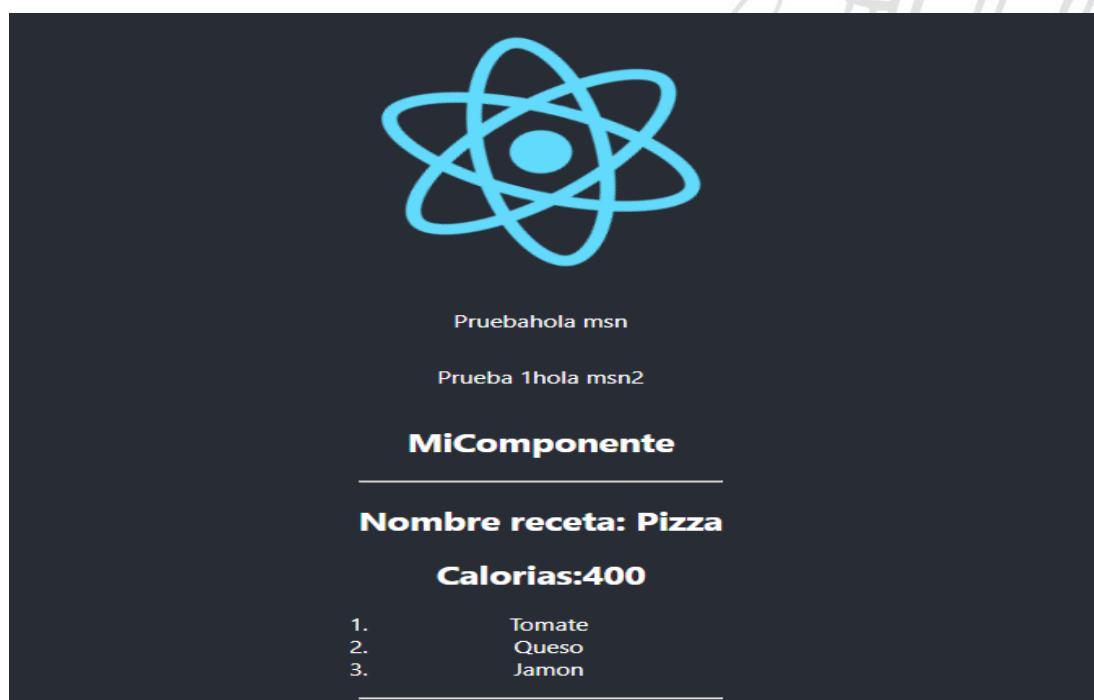 Pruebahola msn
Prueba 1hola msn2
MiComponente
Nombre receta: Pizza
Calorias:400
1. Tomate
2. Queso
3. Jamon